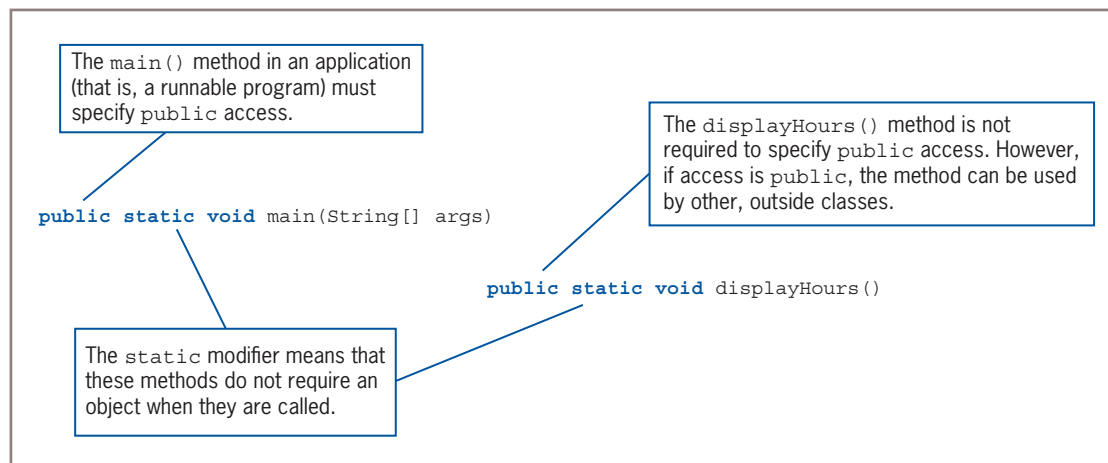 The main() method in an application
(that is, a runnable program) must
specify public access.
The displayHours() method is not
required to specify public access. However,
if access is public, the method can be used
by other, outside classes.
public static void main(String[] args)
public static void displayHours()
The static modifier means that
these methods do not require an
object when they are called.